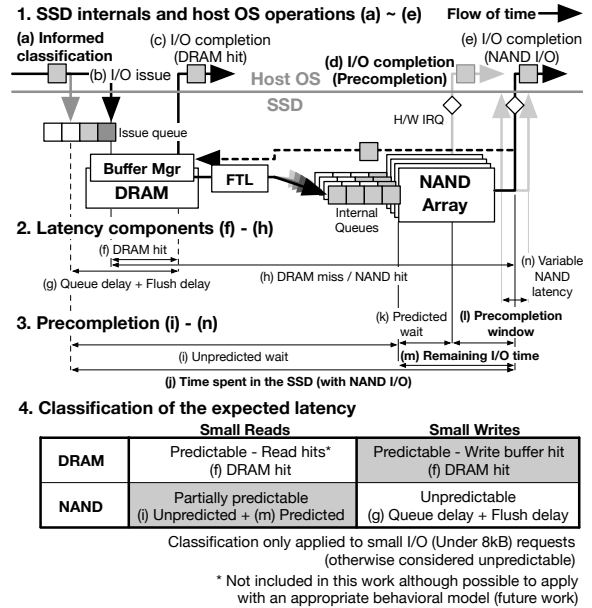 1. SSD internals and host OS operations (a) ~ (e)
Flow of time
(a) Informed
classification
(b) I/O issue
(c) I/O completion
(DRAM hit)
(d) I/O completion
(Precompletion)
(e) I/O completion
(NAND I/O)
Host OS
SSD
H/W IRQ
Issue queue
Buffer Mgr
DRAM
FTL
Internal
Queues
NAND
Array
2. Latency components (f) - (h)
(f) DRAM hit
(g) Queue delay + Flush delay
(h) DRAM miss / NAND hit
(n) Variable
NAND
latency
3. Precompletion (i) - (n)
(k) Predicted
wait
(l) Precompletion
window
(i) Unpredicted wait
(m) Remaining I/O time
(j) Time spent in the SSD (with NAND I/O)
4. Classification of the expected latency
Small Reads
Small Writes
DRAM
Predictable - Read hits*
(f) DRAM hit
Predictable - Write buffer hit
(f) DRAM hit
NAND
Partially predictable
(i) Unpredicted + (m) Predicted
Unpredictable
(g) Queue delay + Flush delay
Classification only applied to small I/O (Under 8kB) requests
(otherwise considered unpredictable)
* Not included in this work although possible to apply
with an appropriate behavioral model (future work)